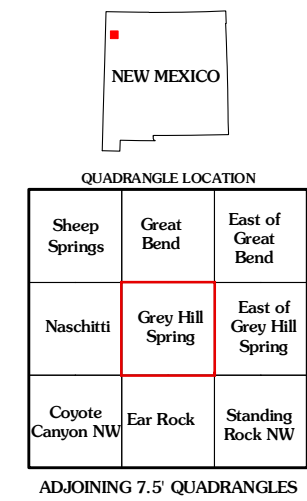 NEW MEXICO
QUADRANGLE LOCATION
Sheep
Springs
Great
Bend
East of
Great
Bend
Naschitti
Grey Hill
Spring
East of
Grey Hill
Spring
Coyote
Canyon NW
Ear Rock
Standing
Rock NW
ADJOINING 7.5' QUADRANGLES